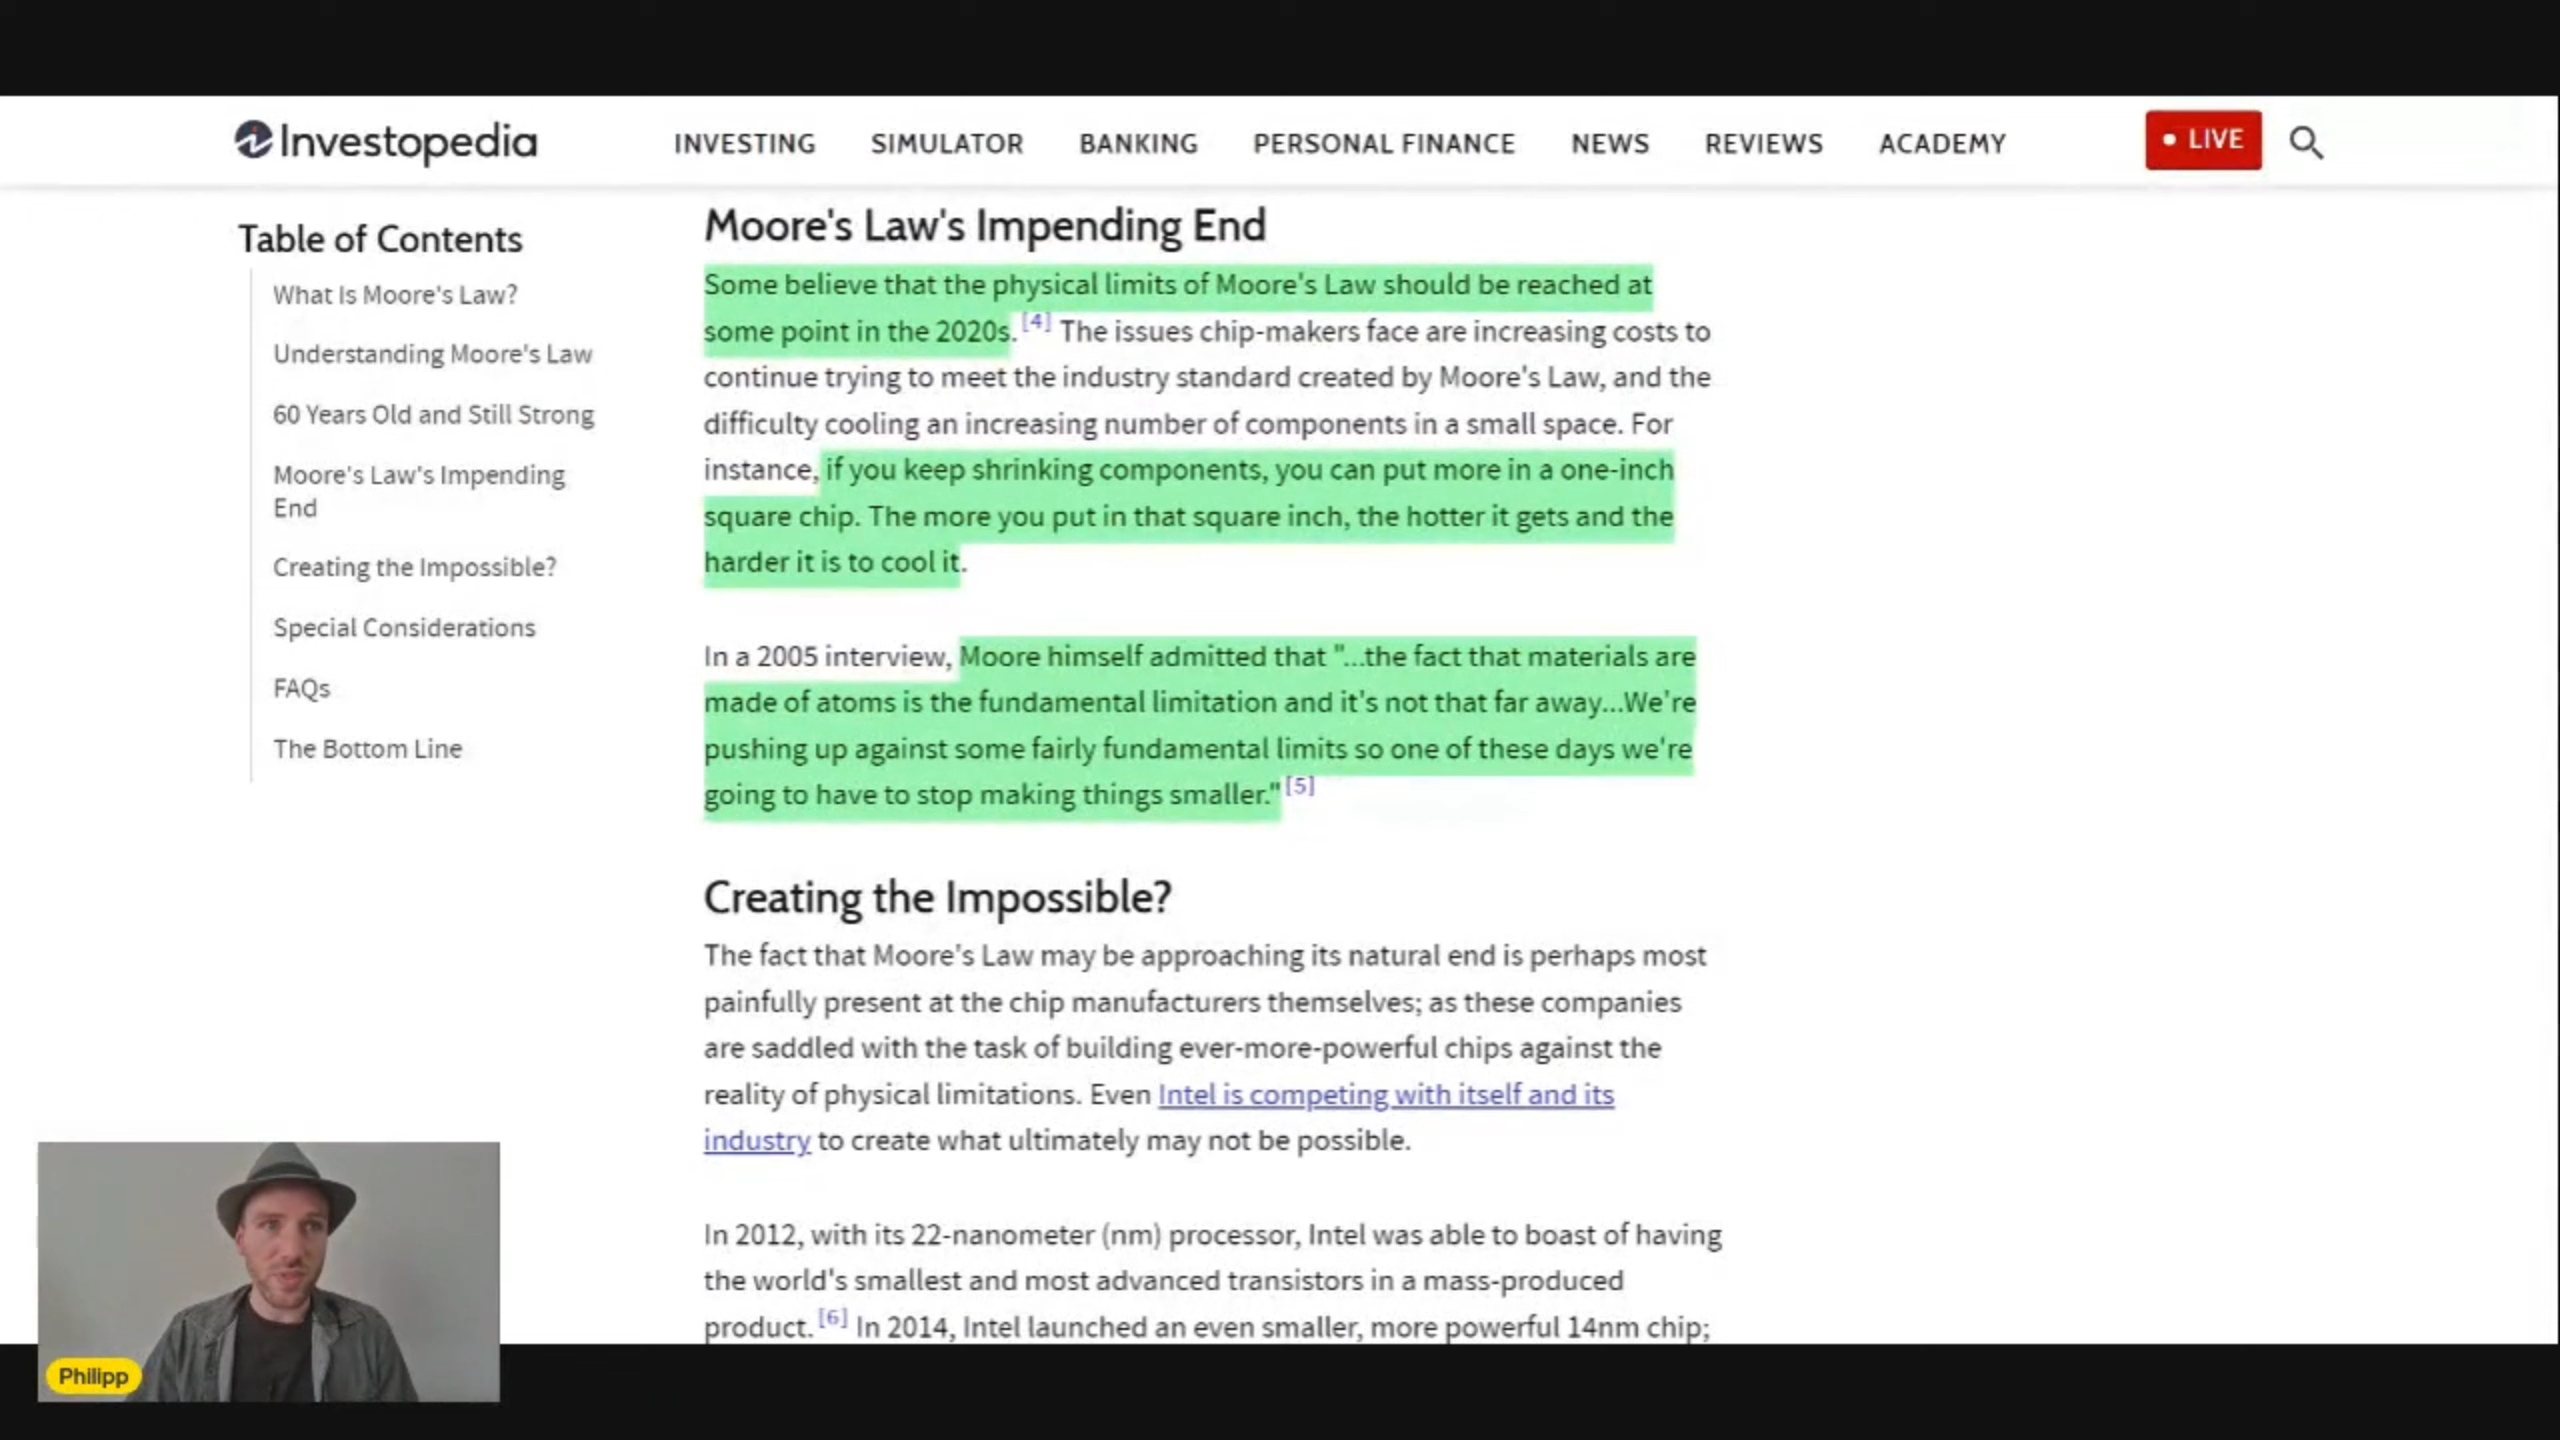 Investopedia
INVESTING SIMULATOR BANKING PERSONAL FINANCE NEWS REVIEWS ACADEMY
• LIVE
Table of Contents
What Is Moore's Law?
Understanding Moore's Law
60 Years Old and Still Strong
Moore's Law's Impending
End
Creating the Impossible?
Special Considerations
FAQs
The Bottom Line
Moore's Law's Impending End
Some believe that the physical limits of Moore's Law should be reached at
some point in the 2020s. [4] The issues chip-makers face are increasing costs to
continue trying to meet the industry standard created by Moore's Law, and the
difficulty cooling an increasing number of components in a small space. For
instance, if you keep shrinking components, you can put more in a one-inch
square chip. The more you put in that square inch, the hotter it gets and the
harder it is to cool it.
In a 2005 interview, Moore himself admitted that "...the fact that materials are
made of atoms is the fundamental limitation and it's not that far away...We're
pushing up against some fairly fundamental limits so one of these days we're
going to have to stop making things smaller." [5]
Creating the Impossible?
The fact that Moore's Law may be approaching its natural end is perhaps most
painfully present at the chip manufacturers themselves; as these companies
are saddled with the task of building ever-more-powerful chips against the
reality of physical limitations. Even Intel is competing with itself and its
industry to create what ultimately may not be possible.
In 2012, with its 22-nanometer (nm) processor, Intel was able to boast of having
the world's smallest and most advanced transistors in a mass-produced
product. [6] In 2014, Intel launched an even smaller, more powerful 14nm chip;
Philipp